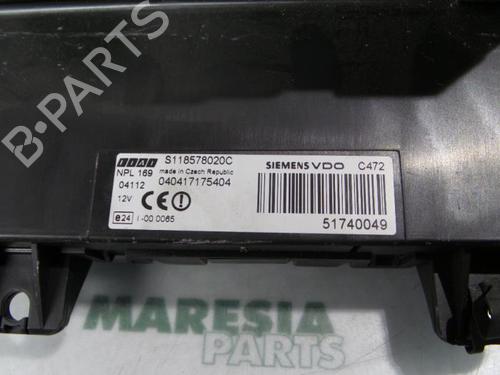 FIAT S118578020C SIEMENS VDO C472
NPL 169 made in Czech Republic
04112 040417175404
12V CE
e24 I-00 0065 51740049
MARESIA
PARTS